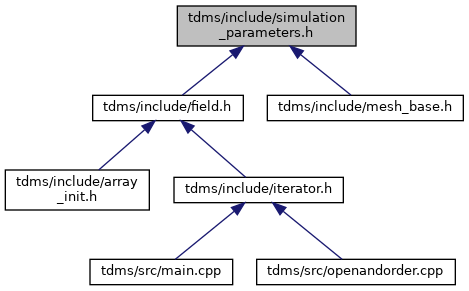 tdms/include/simulation
_parameters.h
tdms/include/field.h
tdms/include/mesh_base.h
tdms/include/array
_init.h
tdms/include/iterator.h
tdms/src/main.cpp
tdms/src/openandorder.cpp